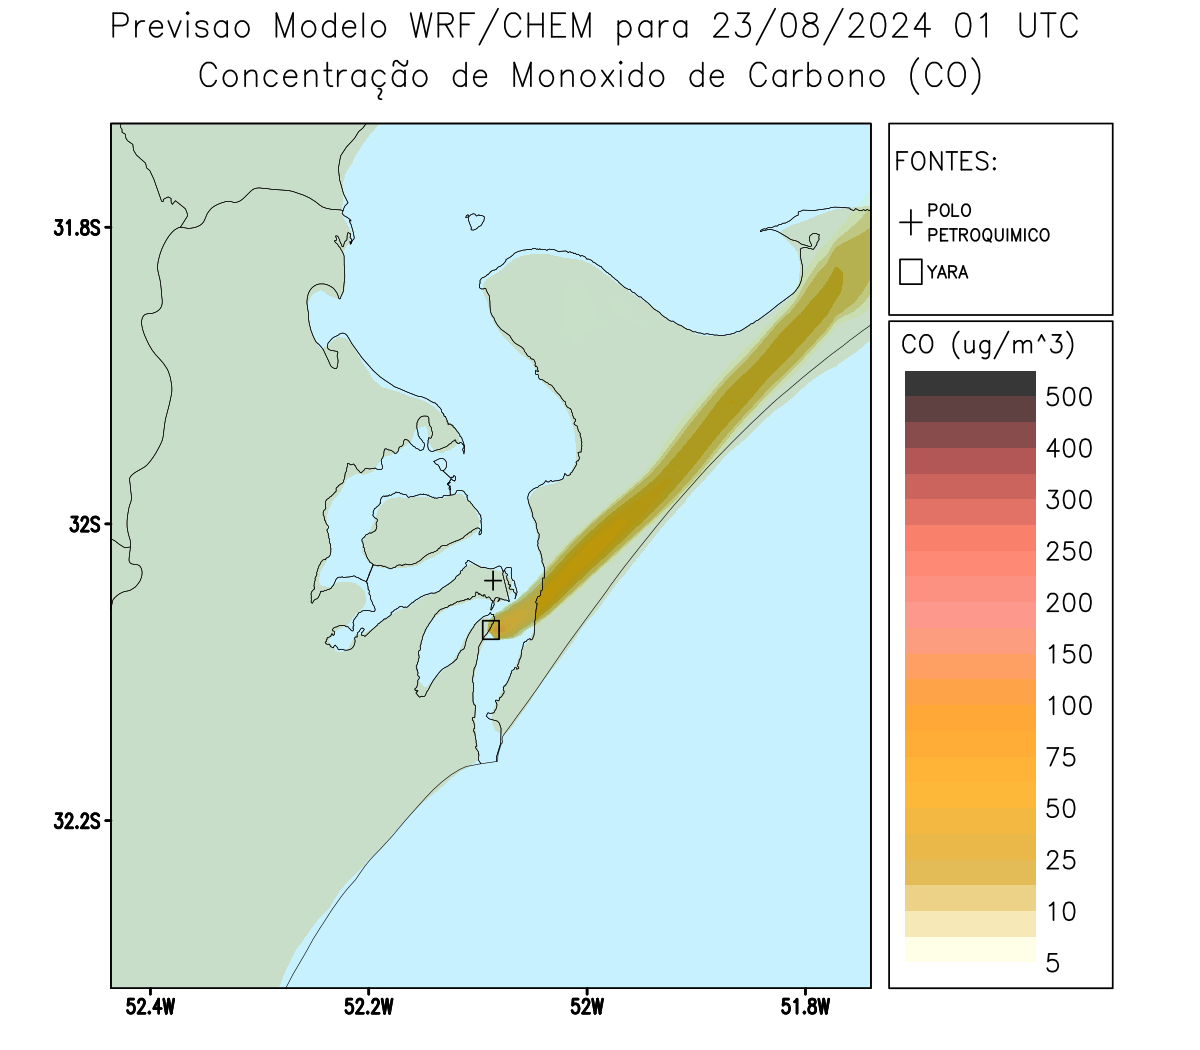 Previsao Modelo WRF/CHEM para 23/08/2024 01 UTC
Concentração de Monoxido de Carbono (CO)
FONTES:
POLO
PETROQUIMICO
YARA
CO (ug/m^3)
500
400
300
250
200
150
100
75
50
25
10
5
31.8S
32S
32.2S
52.4W
52.2W
52W
51.8W